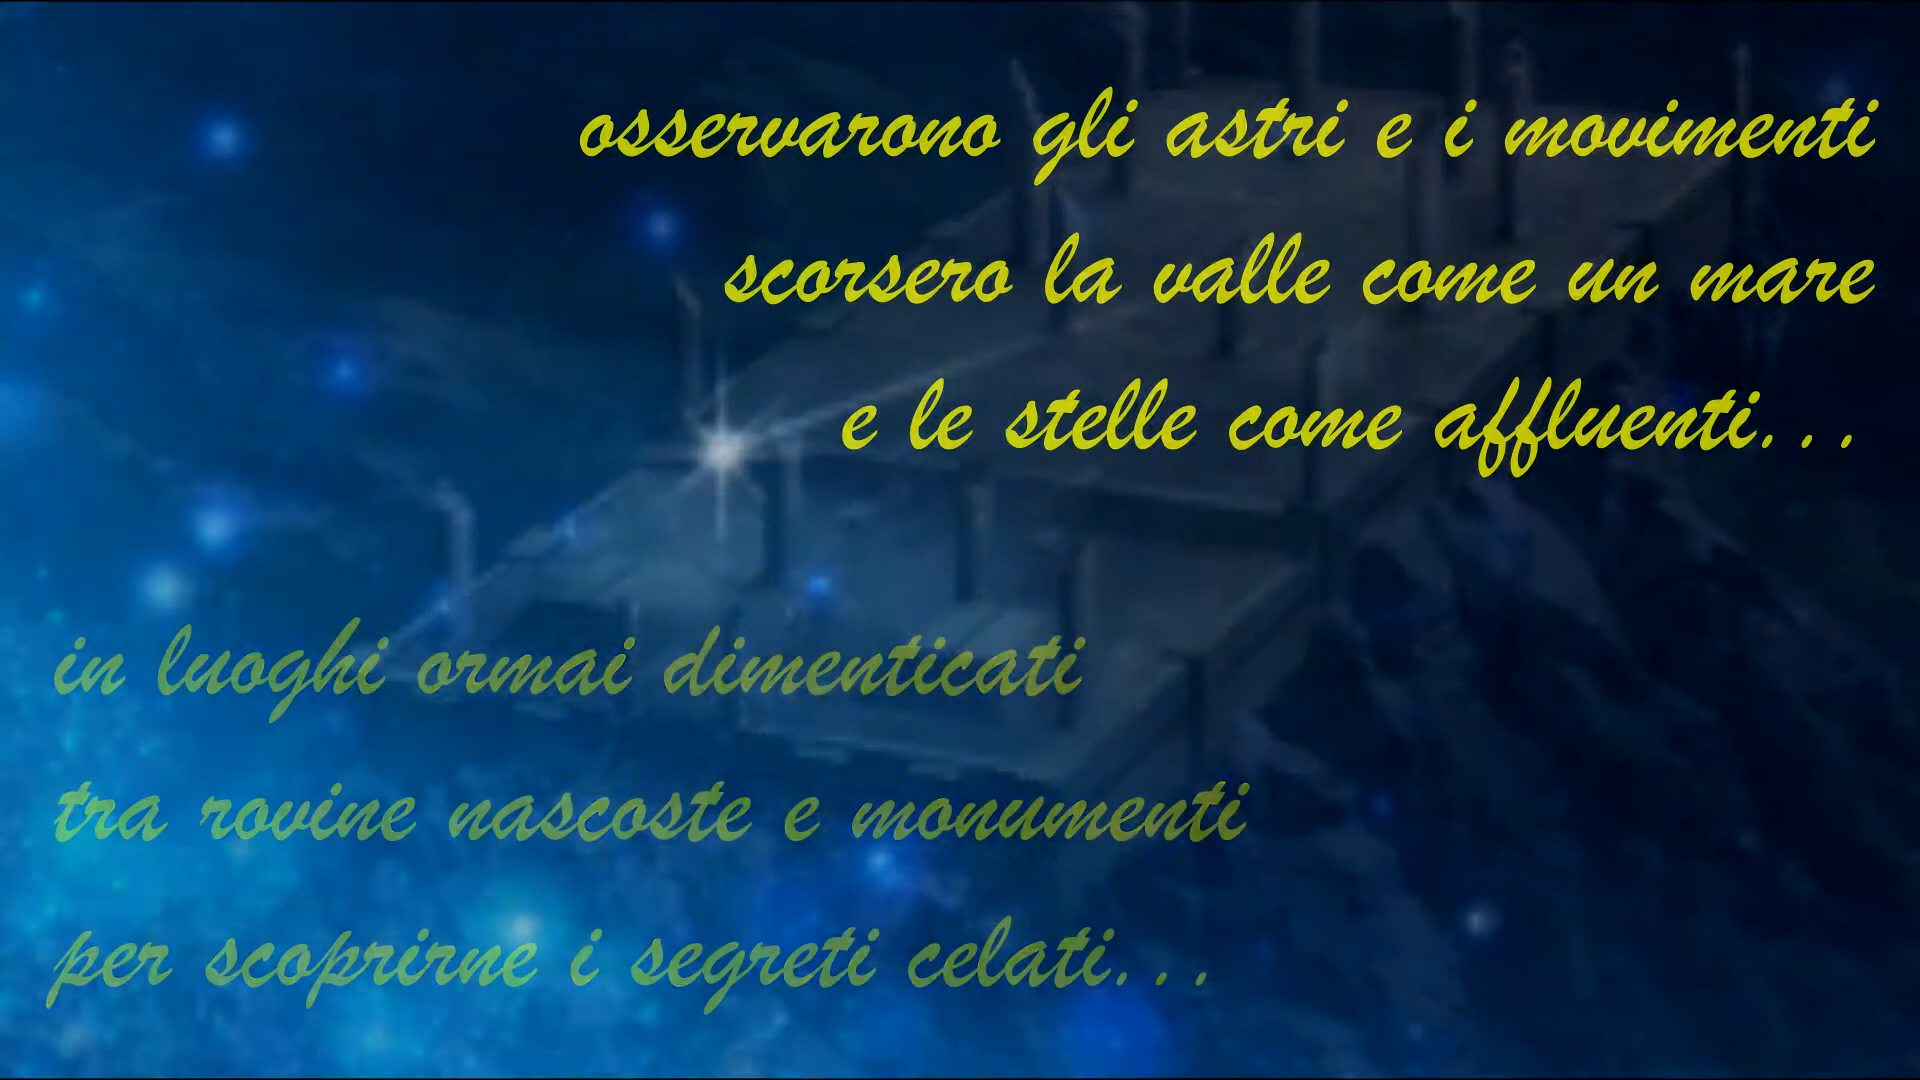 osservarono gli astri e i movimenti
scorsero la valle come un mare
e le stelle come affluenti...
in luoghi ormai dimenticati
tra rovine nascoste e monumenti
per scoprirne i segreti celati...